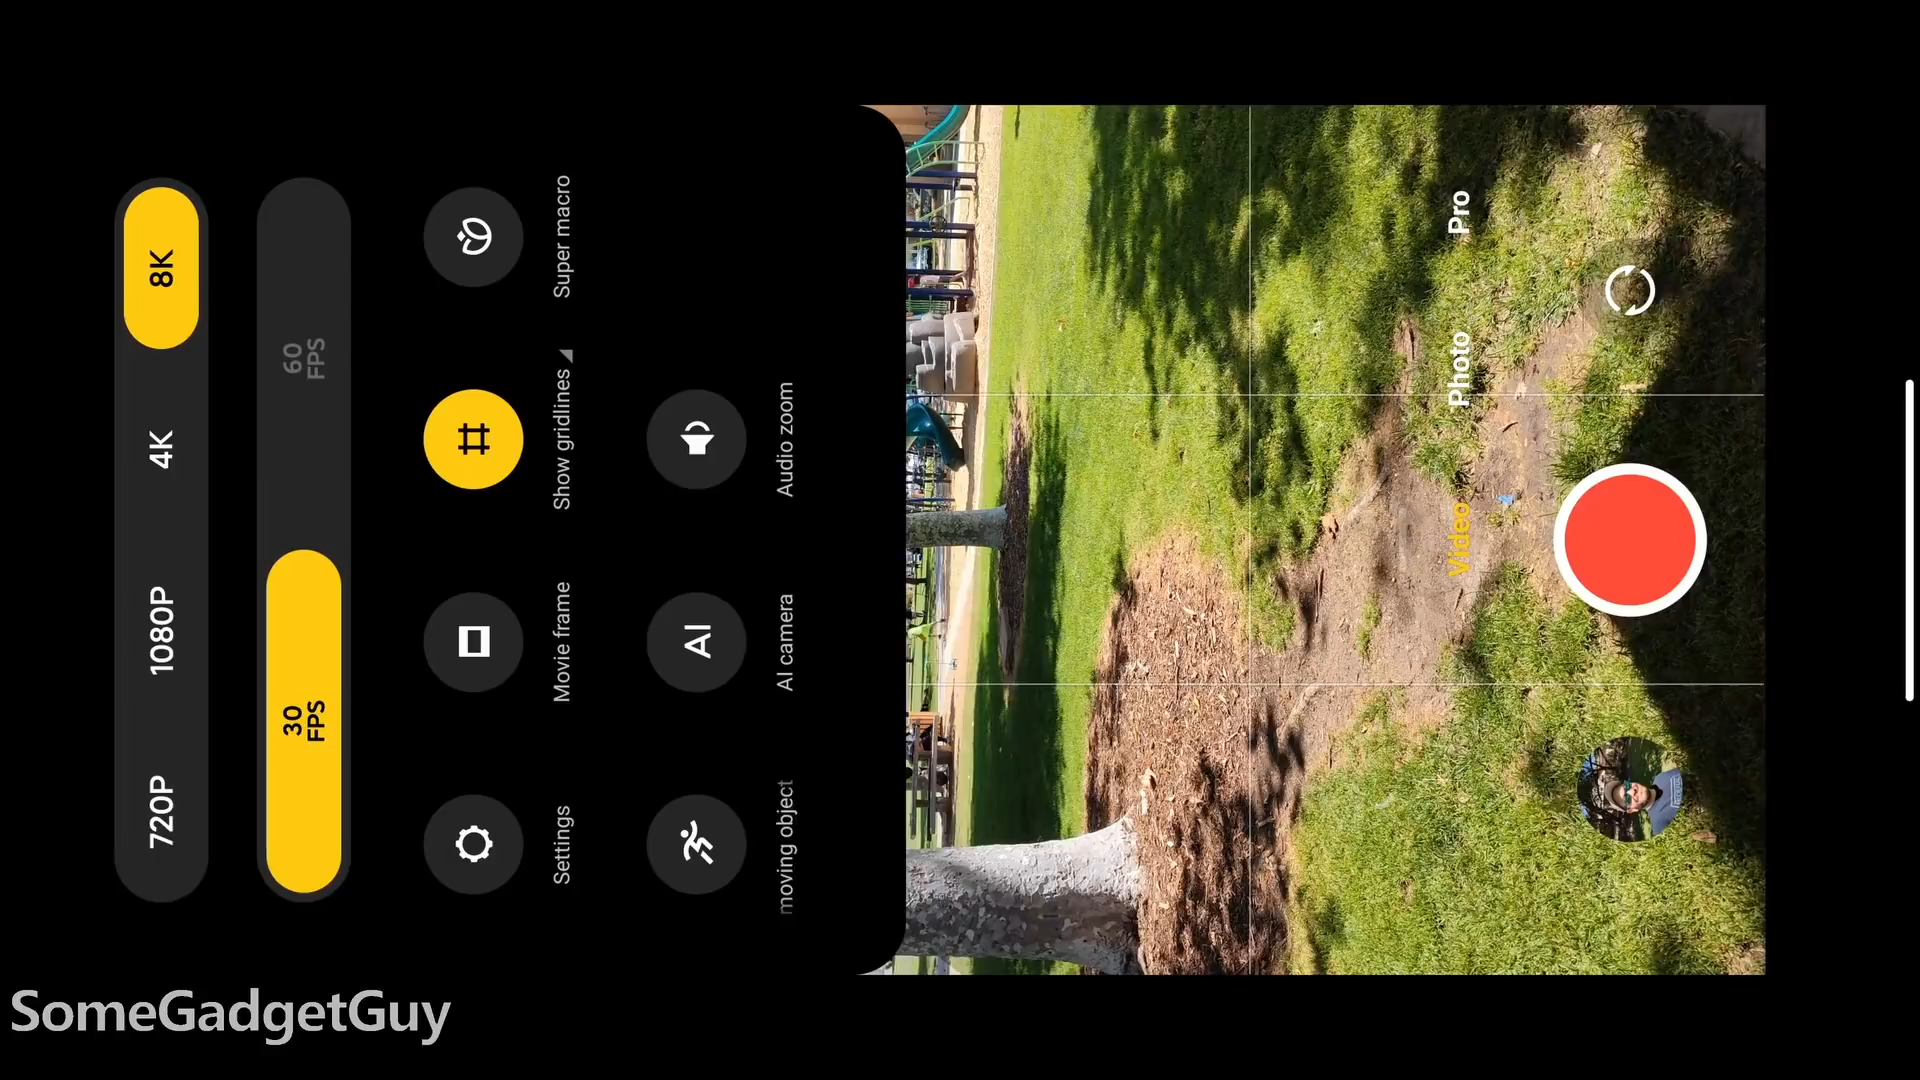 720P 1080P 4K 8K
30 FPS
60 FPS
Settings
Movie frame
Show gridlines
Super macro
moving object
AI
AI camera
Audio zoom
Video
Photo
Pro
SomeGadgetGuy